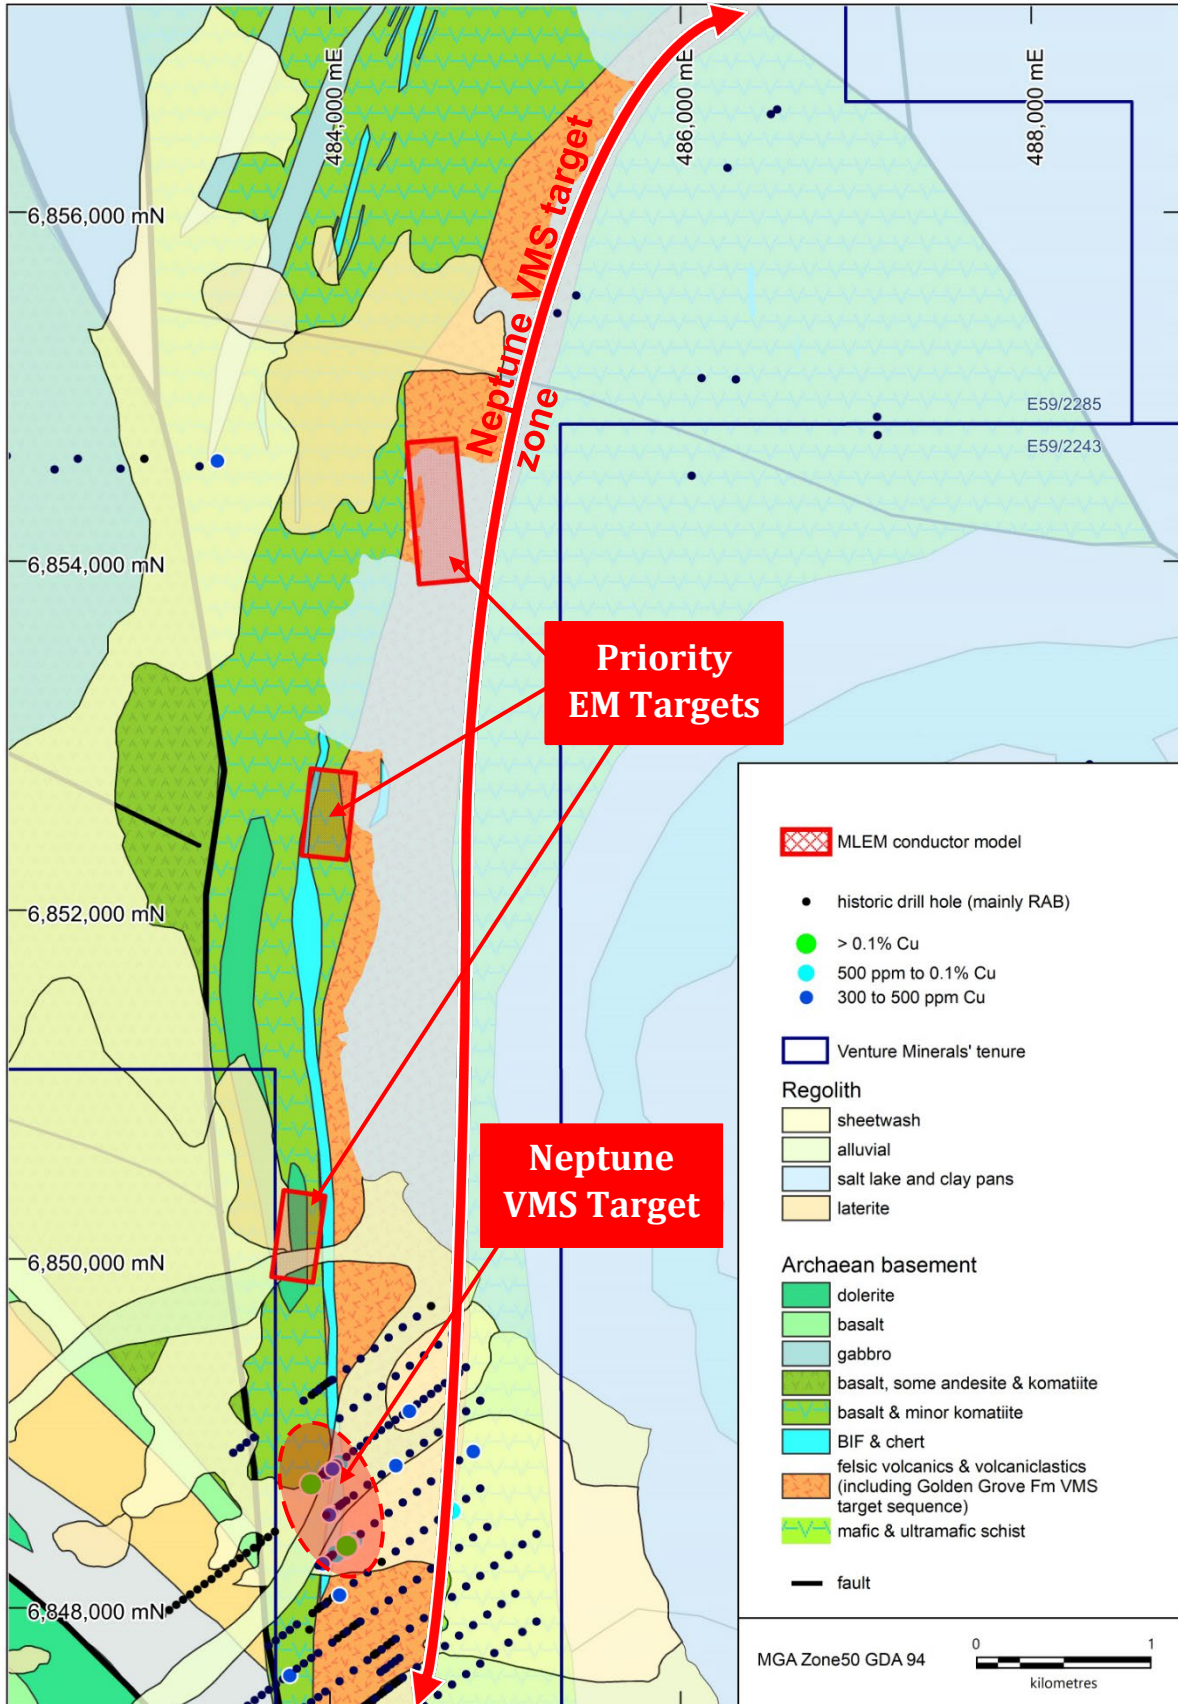 484,000 mE
486,000 mE
488,000 mE
6,856,000 mN
Neptune VMS target
zone
E59/2285
E59/2243
6,854,000 mN
Priority
EM Targets
6,852,000 mN
Neptune
VMS Target
6,850,000 mN
6,848,000 mN
MLEM conductor model
historic drill hole (mainly RAB)
> 0.1% Cu
500 ppm to 0.1% Cu
300 to 500 ppm Cu
Venture Minerals' tenure
Regolith
sheetwash
alluvial
salt lake and clay pans
laterite
Archaean basement
dolerite
basalt
gabbro
basalt, some andesite & komatiite
basalt & minor komatiite
BIF & chert
felsic volcanics & volcaniclastics
(including Golden Grove Fm VMS
target sequence)
mafic & ultramafic schist
fault
MGA Zone50 GDA 94
0 1
kilometres